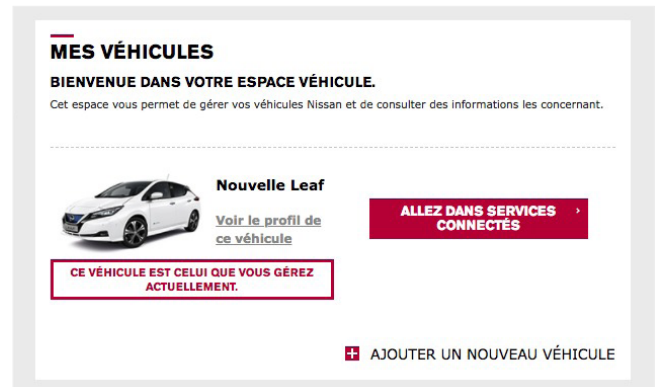 MES VÉHICULES
BIENVENUE DANS VOTRE ESPACE VÉHICULE.
Cet espace vous permet de gérer vos véhicules Nissan et de consulter des informations les concernant.
Nouvelle Leaf
Voir le profil de
ce véhicule
ALLEZ DANS SERVICES ›
CONNECTÉS
CE VÉHICULE EST CELUI QUE VOUS GÉREZ
ACTUELLEMENT.
+ AJOUTER UN NOUVEAU VÉHICULE